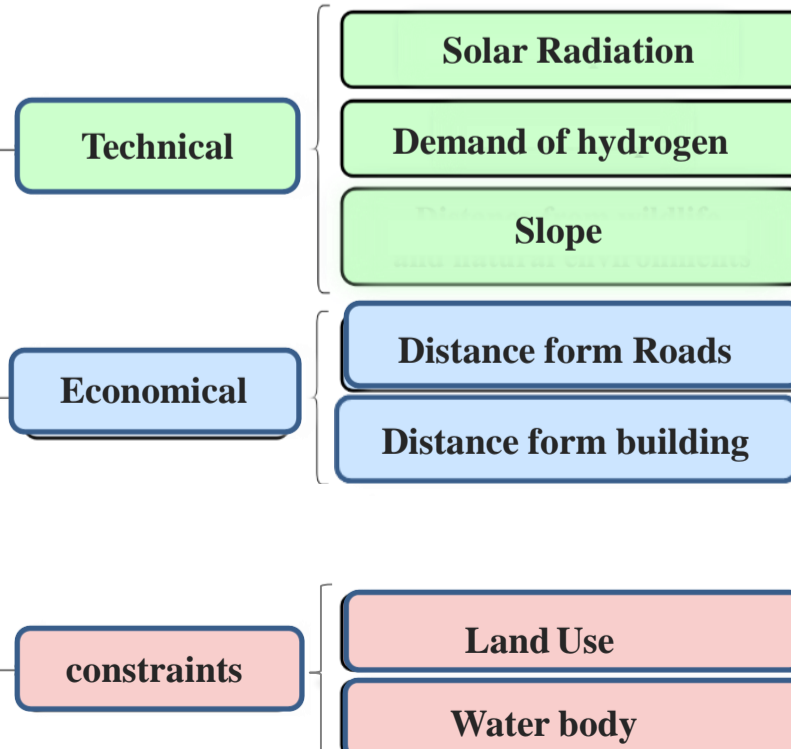 Technical
Solar Radiation
Demand of hydrogen
Slope
Economical
Distance form Roads
Distance form building
constraints
Land Use
Water body